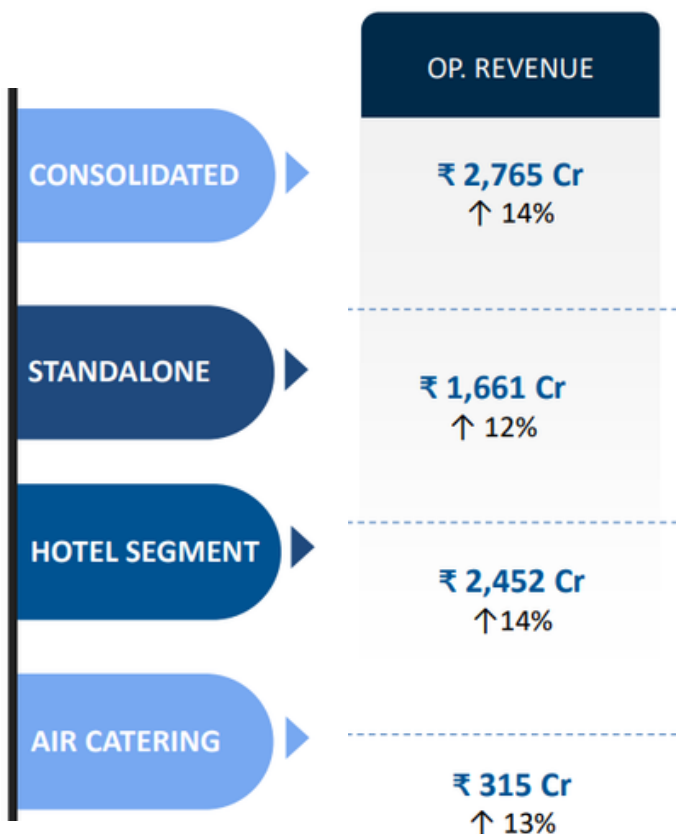 OP. REVENUE
CONSOLIDATED
₹ 2,765 Cr
↑ 14%
STANDALONE
₹ 1,661 Cr
↑ 12%
HOTEL SEGMENT
₹ 2,452 Cr
↑14%
AIR CATERING
₹ 315 Cr
↑ 13%